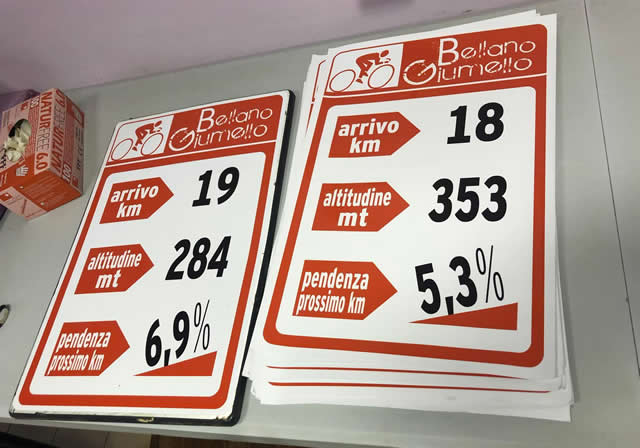 Bellano
Giumello
arrivo
km
19
altitudine
mt
284
pendenza
prossimo km
6,9%
Bellano
Giumello
arrivo
km
18
altitudine
mt
353
pendenza
prossimo km
5,3%
6.0
100